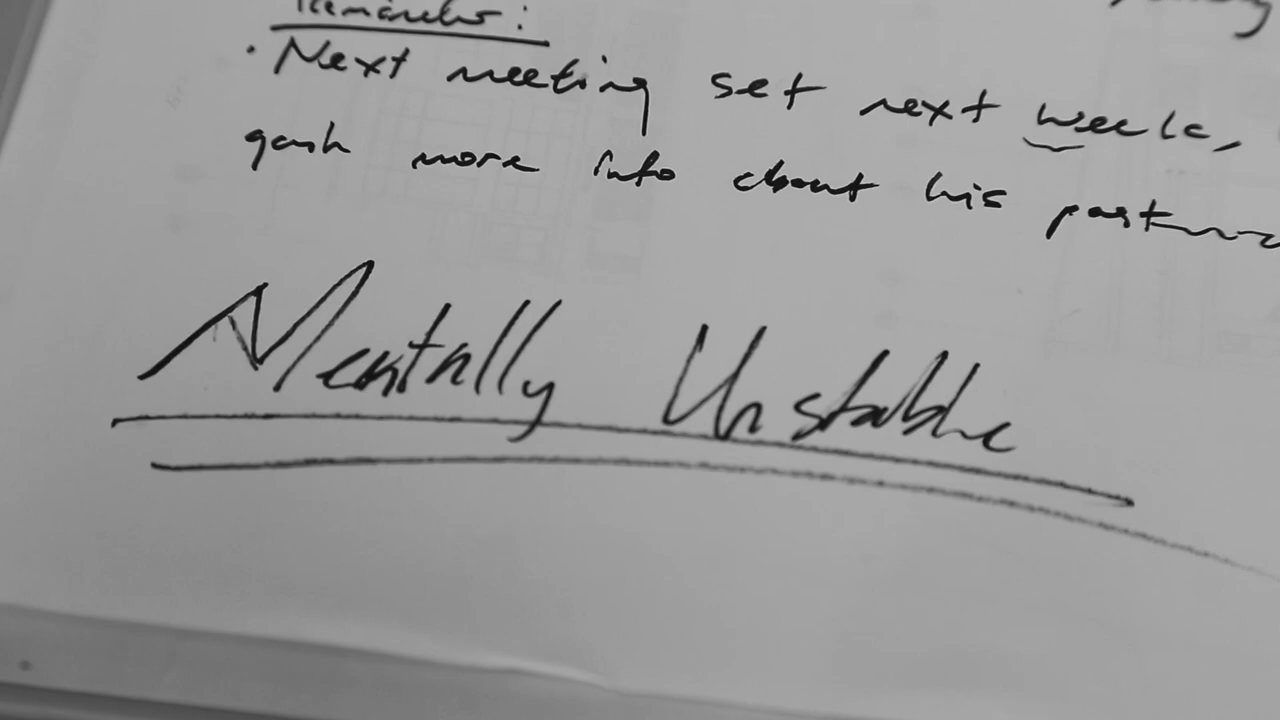 • Next meeting set next week,
more info about his
Mentally Unstable